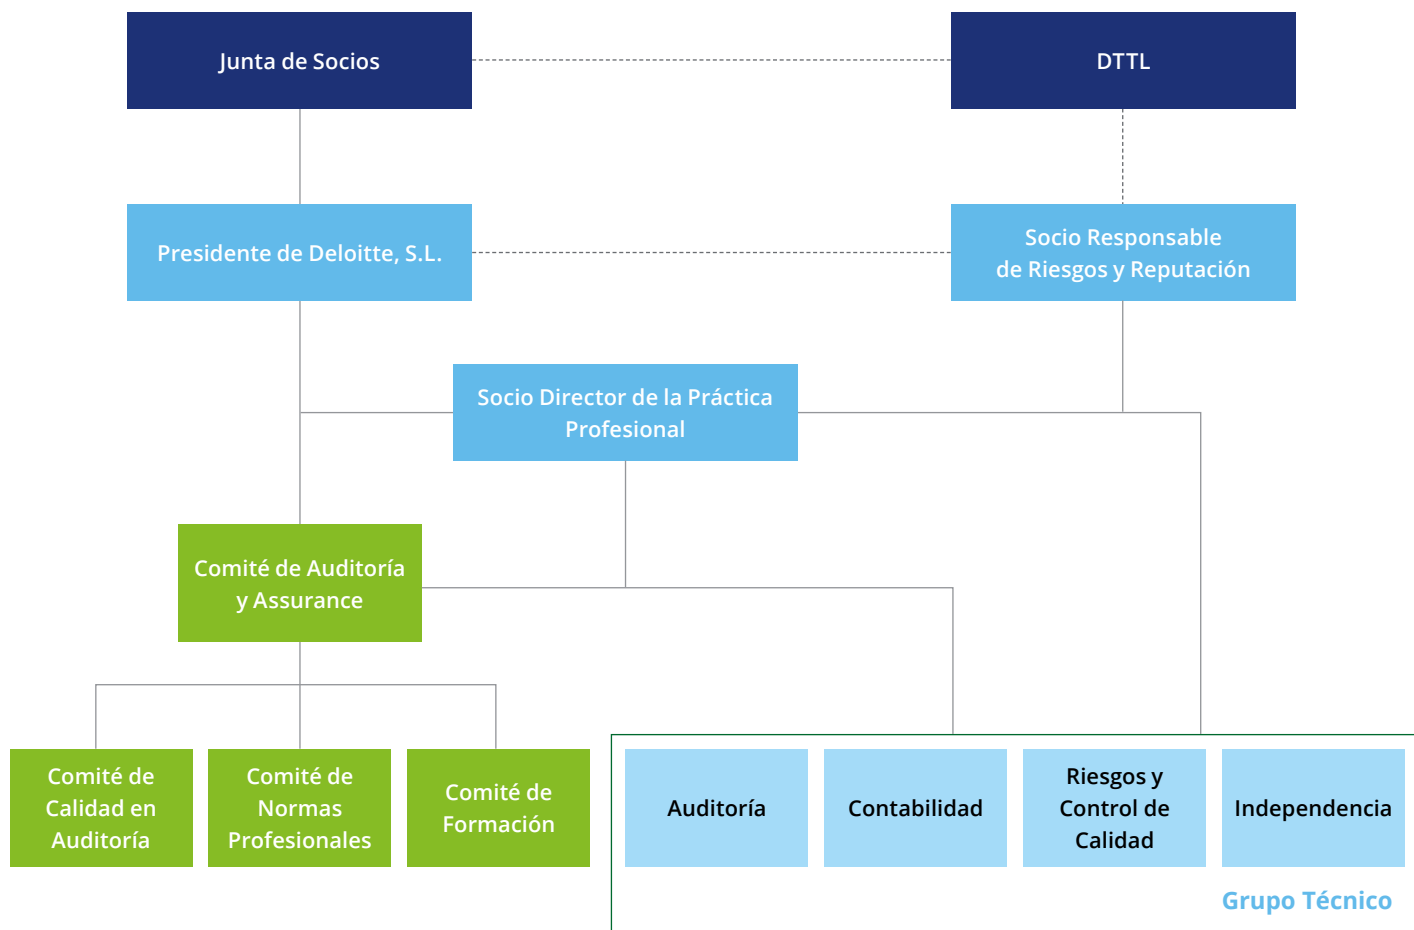 Junta de Socios
DTTL
Presidente de Deloitte, S.L.
Socio Responsable
de Riesgos y Reputación
Socio Director de la Práctica
Profesional
Comité de Auditoría
y Assurance
Comité de
Calidad en
Auditoría
Comité de
Normas
Profesionales
Comité de
Formación
Auditoría
Contabilidad
Riesgos y
Control de
Calidad
Independencia
Grupo Técnico